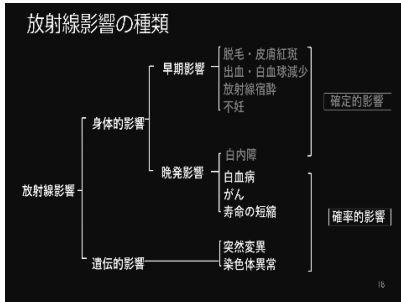 放射線影響の種類
脱毛・皮膚紅斑
早期影響
出血・白血球減少
放射線宿酔
確定的影響
不妊
身体的影響
白内障
晩発影響
白血病
放射線影響
がん
寿命の短縮
確率的影響
突然変異
遺伝的影響
染色体異常
16